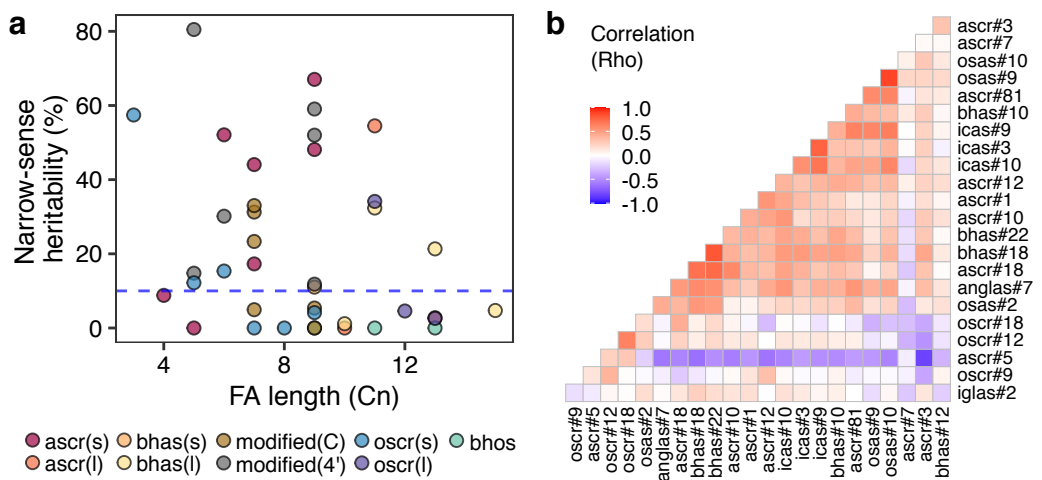 a
80
60
40
20
0
Narrow-sense
heritability (%)
4
8
12
FA length (Cn)
ascr(s)
bhas(s)
modified(C)
oscr(s)
bhos
ascr(l)
bhas(l)
modified(4')
oscr(l)
b
Correlation
(Rho)
1.0
0.5
0.0
-0.5
-1.0
ascr#3
ascr#7
osas#10
osas#9
ascr#81
bhas#10
icas#9
icas#3
icas#10
ascr#12
ascr#1
ascr#10
bhas#22
bhas#18
ascr#18
anglas#7
osas#2
oscr#18
oscr#12
ascr#5
oscr#9
iglas#2
oscr#9
ascr#5
oscr#12
oscr#18
osas#2
anglas#7
ascr#18
bhas#18
bhas#22
ascr#10
ascr#1
ascr#12
icas#10
icas#3
icas#9
bhas#10
ascr#81
osas#9
osas#10
ascr#7
ascr#3
bhas#12